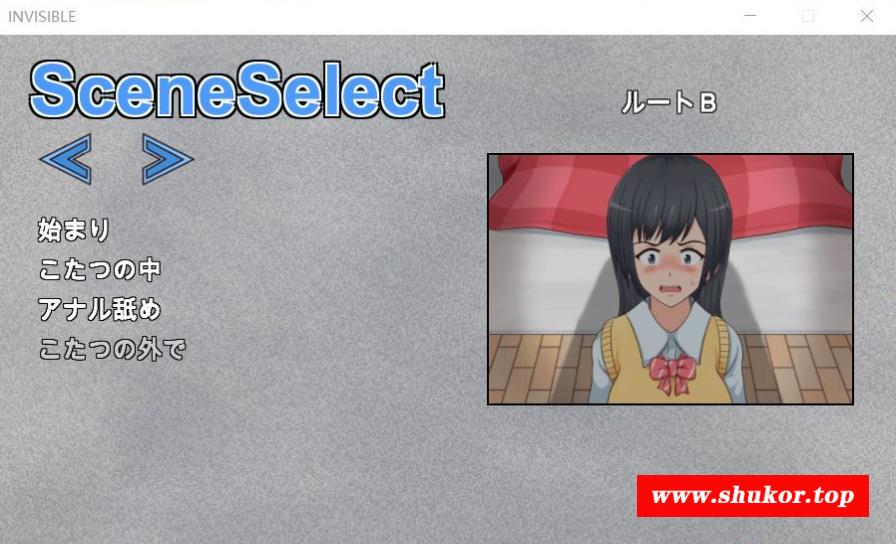 INVISIBLE
SceneSelect
ルートB
始まり
こたつの中
アナル舐め
こたつの外で
www.shukor.top